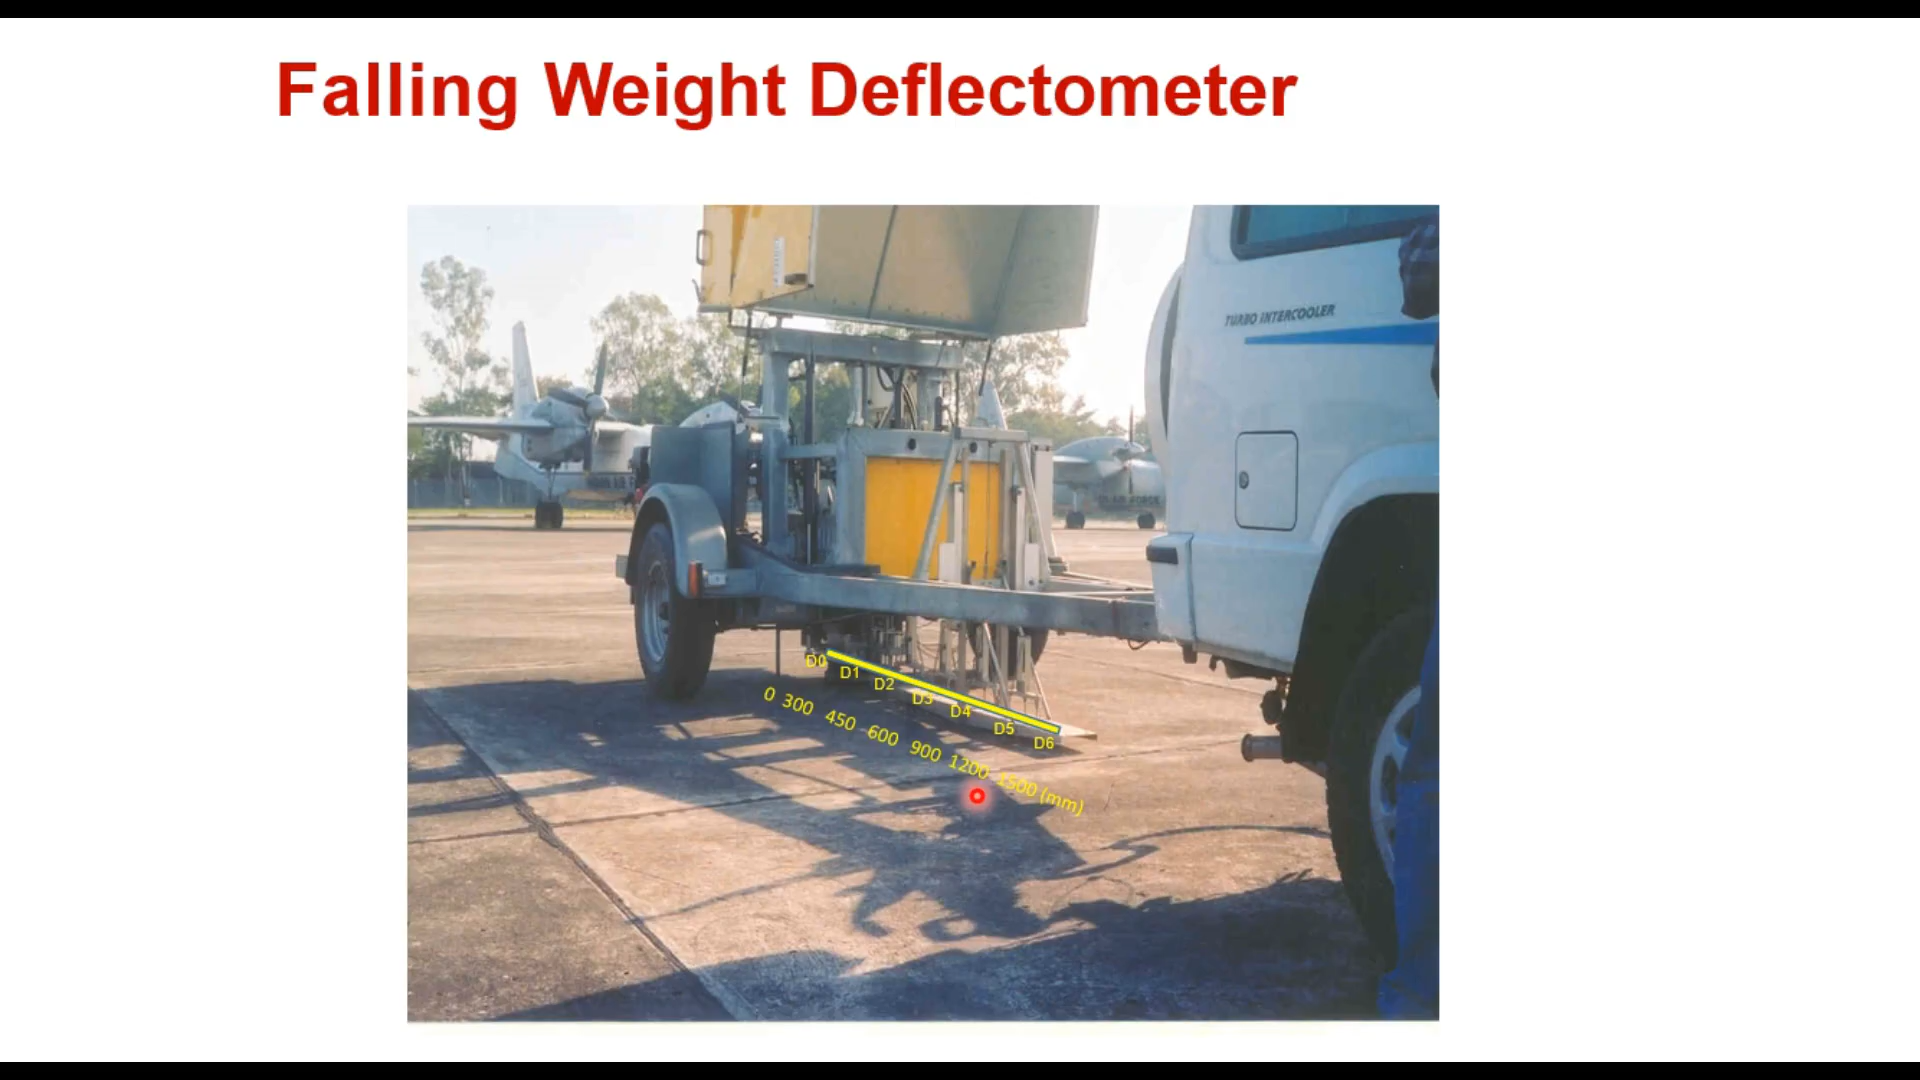 Falling Weight Deflectometer
TURBO INTERCOOLER
D0 D1 D2 D3 D4 D5 D6
0 300 450 600 900 1200 1500 (mm)